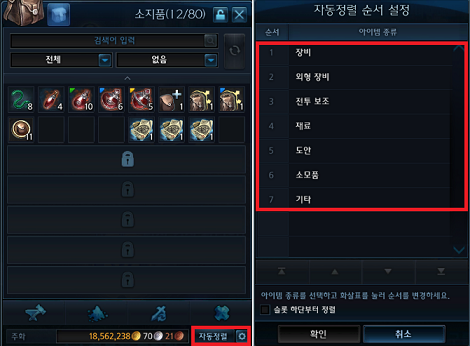 소지품(12/80)
검색어 입력
전체
없음
8
4
10
6
5
1
1
1
11
1
1
1
주화
18,562,238
70
21
자동정렬
자동정렬 순서 설정
순서
아이템 종류
1
장비
2
외형 장비
3
전투 보조
4
재료
5
도안
6
소모품
7
기타
아이템 종류를 선택하고 화살표를 눌러 순서를 변경하세요.
슬롯 하단부터 정렬
확인
취소